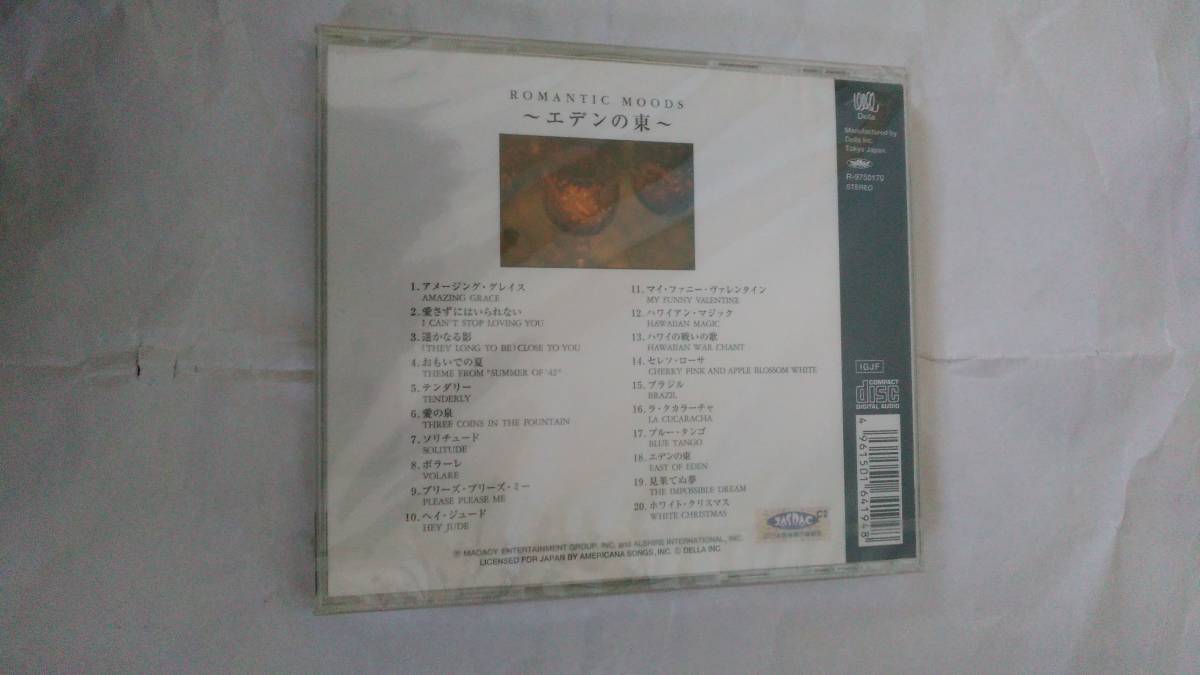 ROMANTIC MOODS
～エデンの東～
1. アメージング・グレイス
AMAZING GRACE
2. 愛さずにはいられない
I CAN'T STOP LOVING YOU
3. 遥かなる影
(THEY LONG TO BE) CLOSE TO YOU
4. おもいでの夏
THEME FROM "SUMMER OF '42"
5. テンダリー
TENDERLY
6. 愛の泉
THREE COINS IN THE FOUNTAIN
7. ソリチュード
SOLITUDE
8. ボラーレ
VOLARE
9. プリーズ・プリーズ・ミー
PLEASE PLEASE ME
10. ヘイ・ジュード
HEY JUDE
11. マイ・ファニー・ヴァレンタイン
MY FUNNY VALENTINE
12. ハワイアン・マジック
HAWAIIAN MAGIC
13. ハワイの戦いの歌
HAWAIIAN WAR CHANT
14. セレソ・ローサ
CHERRY PINK AND APPLE BLOSSOM WHITE
15. ブラジル
BRAZIL
16. ラ・クカラーチャ
LA CUCARACHA
17. ブルー・タンゴ
BLUE TANGO
18. エデンの東
EAST OF EDEN
19. 見果てぬ夢
THE IMPOSSIBLE DREAM
20. ホワイト・クリスマス
WHITE CHRISTMAS
JASRAC
℗ MADACY ENTERTAINMENT GROUP, INC. and ALSHIRE INTERNATIONAL, INC.
LICENSED FOR JAPAN BY AMERICANA SONGS, INC. © DELLA INC.
Della
Manufactured by
Della Inc.
Tokyo Japan.
R-9750170
STEREO
IGJF
COMPACT
disc
DIGITAL AUDIO
4961501641948